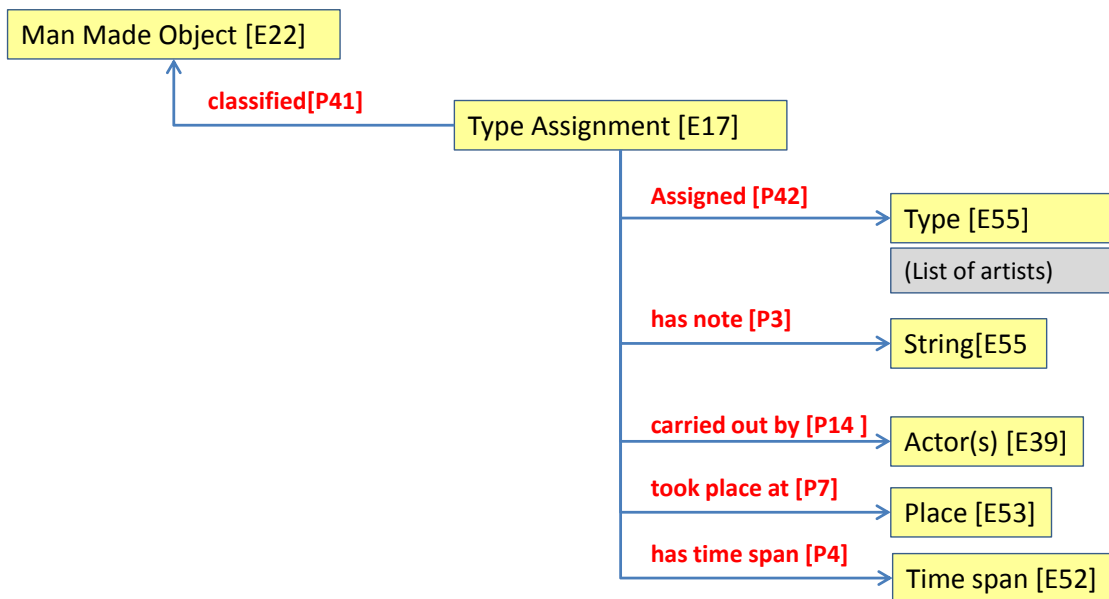 Man Made Object [E22]
classified[P41]
Type Assignment [E17]
Assigned [P42]
Type [E55]
(List of artists)
has note [P3]
String[E55
carried out by [P14 ]
Actor(s) [E39]
took place at [P7]
Place [E53]
has time span [P4]
Time span [E52]